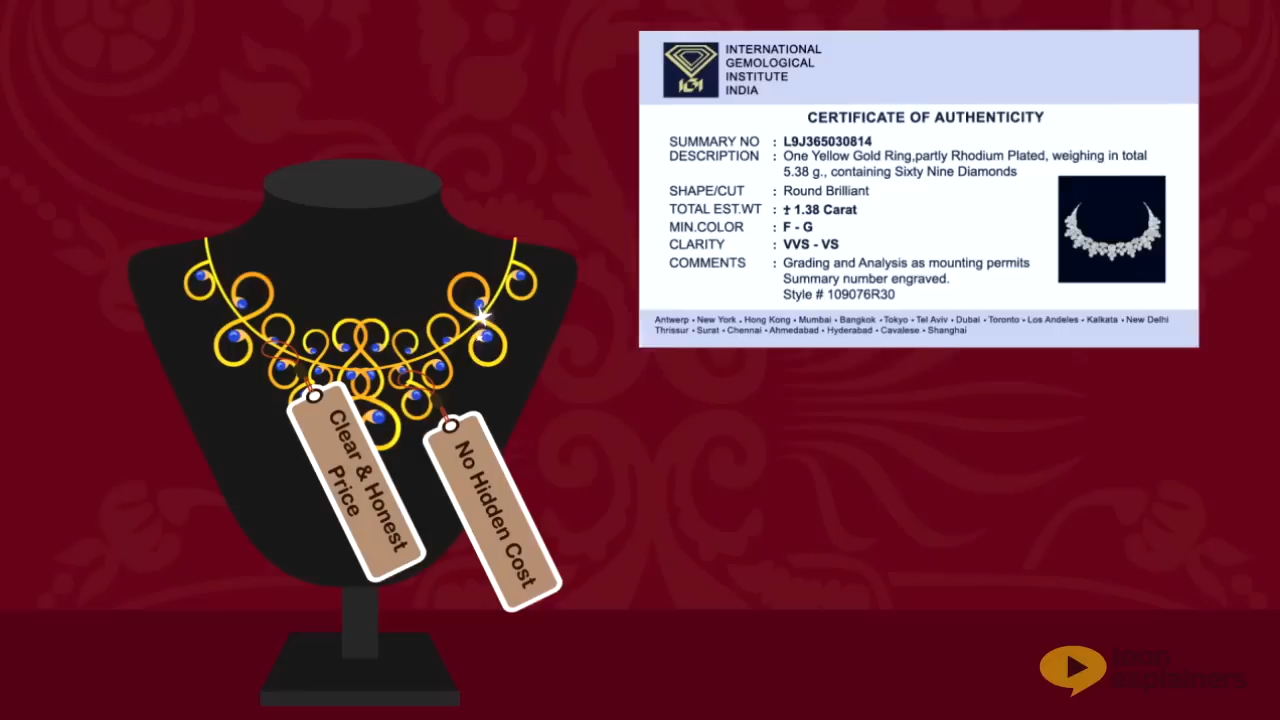 INTERNATIONAL
GEMOLOGICAL
INSTITUTE
INDIA
IGI
CERTIFICATE OF AUTHENTICITY
SUMMARY NO : L9J365030814
DESCRIPTION : One Yellow Gold Ring,partly Rhodium Plated, weighing in total
5.38 g., containing Sixty Nine Diamonds
SHAPE/CUT : Round Brilliant
TOTAL EST.WT : ‡ 1.38 Carat
MIN.COLOR : F - G
CLARITY : VVS - VS
COMMENTS : Grading and Analysis as mounting permits
Summary number engraved.
Style # 109076R30
Antwerp • New York . Hong Kong • Mumbai • Bangkok • Tokyo • Tel Aviv • Dubai • Toronto • Los Angeles • Kalkata • New Delhi
Thrissur • Surat • Chennai • Ahmedabad • Hyderabad • Cavalese • Shanghai
Clear & Honest
Price
No Hidden Cost
toon
explainers